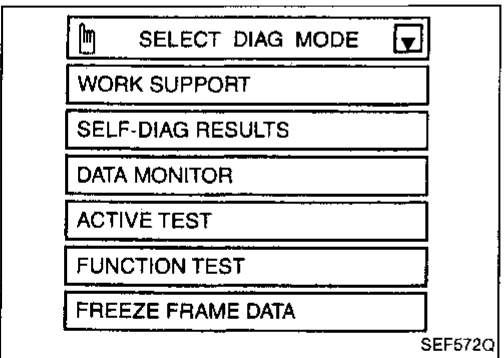 SELECT DIAG MODE
WORK SUPPORT
SELF-DIAG RESULTS
DATA MONITOR
ACTIVE TEST
FUNCTION TEST
FREEZE FRAME DATA
SEF572Q